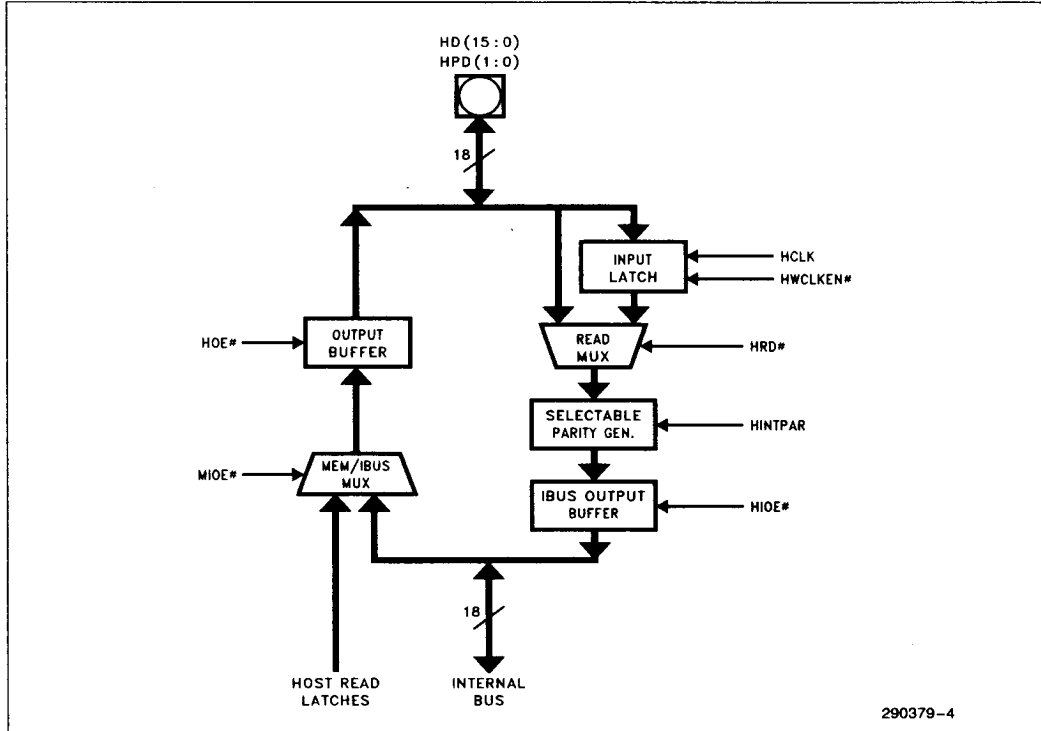 HD(15:0)
HPD(1:0)
18
INPUT
LATCH
HCLK
HWCLKEN#
HOE#
OUTPUT
BUFFER
READ
MUX
HRD#
SELECTABLE
PARITY GEN.
HINTPAR
MIOE#
MEM/IBUS
MUX
IBUS OUTPUT
BUFFER
HIOE#
18
HOST READ
LATCHES
INTERNAL
BUS
290379-4